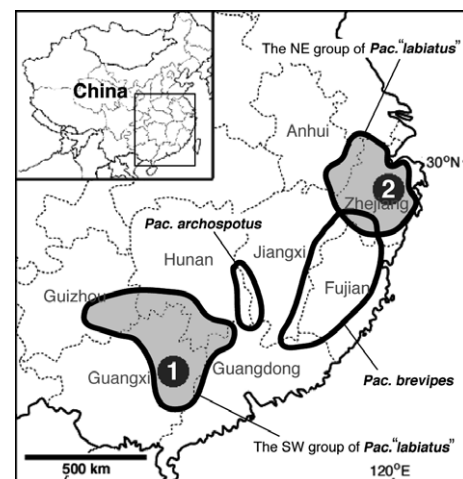 The NE group of Pac."labiatus"
China
Anhui
30°N
2
Zhejiang
Pac. archospotus
Hunan
Jiangxi
Fujian
Guizhou
1
Guangxi
Guangdong
Pac. brevipes
The SW group of Pac."labiatus"
500 km
120°E